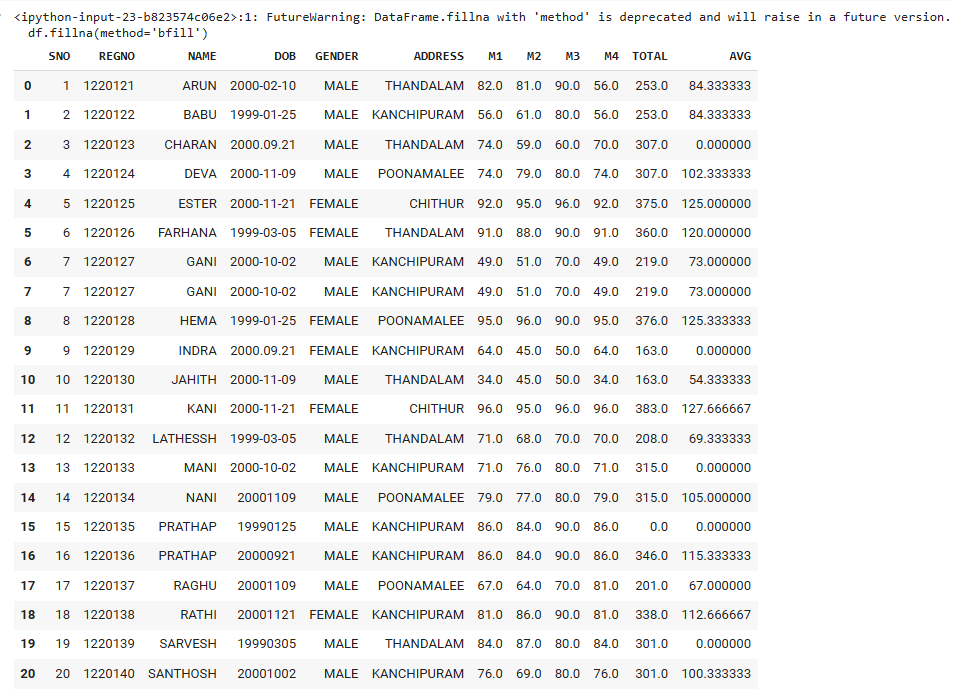 <ipython-input-23-b823574c06e2>:1: FutureWarning: DataFrame.fillna with 'method' is deprecated and will raise in a future version.
df.fillna(method='bfill')
SNO REGNO NAME DOB GENDER ADDRESS M1 M2 M3 M4 TOTAL AVG
0 1 1220121 ARUN 2000-02-10 MALE THANDALAM 82.0 81.0 90.0 56.0 253.0 84.333333
1 2 1220122 BABU 1999-01-25 MALE KANCHIPURAM 56.0 61.0 80.0 56.0 253.0 84.333333
2 3 1220123 CHARAN 2000.09.21 MALE THANDALAM 74.0 59.0 60.0 70.0 307.0 0.000000
3 4 1220124 DEVA 2000-11-09 MALE POONAMALEE 74.0 79.0 80.0 74.0 307.0 102.333333
4 5 1220125 ESTER 2000-11-21 FEMALE CHITHUR 92.0 95.0 96.0 92.0 375.0 125.000000
5 6 1220126 FARHANA 1999-03-05 FEMALE THANDALAM 91.0 88.0 90.0 91.0 360.0 120.000000
6 7 1220127 GANI 2000-10-02 MALE KANCHIPURAM 49.0 51.0 70.0 49.0 219.0 73.000000
7 7 1220127 GANI 2000-10-02 MALE KANCHIPURAM 49.0 51.0 70.0 49.0 219.0 73.000000
8 8 1220128 HEMA 1999-01-25 FEMALE POONAMALEE 95.0 96.0 90.0 95.0 376.0 125.333333
9 9 1220129 INDRA 2000.09.21 FEMALE KANCHIPURAM 64.0 45.0 50.0 64.0 163.0 0.000000
10 10 1220130 JAHITH 2000-11-09 MALE THANDALAM 34.0 45.0 50.0 34.0 163.0 54.333333
11 11 1220131 KANI 2000-11-21 FEMALE CHITHUR 96.0 95.0 96.0 96.0 383.0 127.666667
12 12 1220132 LATHESSH 1999-03-05 MALE THANDALAM 71.0 68.0 70.0 70.0 208.0 69.333333
13 13 1220133 MANI 2000-10-02 MALE KANCHIPURAM 71.0 76.0 80.0 71.0 315.0 0.000000
14 14 1220134 NANI 20001109 MALE POONAMALEE 79.0 77.0 80.0 79.0 315.0 105.000000
15 15 1220135 PRATHAP 19990125 MALE KANCHIPURAM 86.0 84.0 90.0 86.0 0.0 0.000000
16 16 1220136 PRATHAP 20000921 MALE KANCHIPURAM 86.0 84.0 90.0 86.0 346.0 115.333333
17 17 1220137 RAGHU 20001109 MALE POONAMALEE 67.0 64.0 70.0 81.0 201.0 67.000000
18 18 1220138 RATHI 20001121 FEMALE KANCHIPURAM 81.0 86.0 90.0 81.0 338.0 112.666667
19 19 1220139 SARVESH 19990305 MALE THANDALAM 84.0 87.0 80.0 84.0 301.0 0.000000
20 20 1220140 SANTHOSH 20001002 MALE KANCHIPURAM 76.0 69.0 80.0 76.0 301.0 100.333333